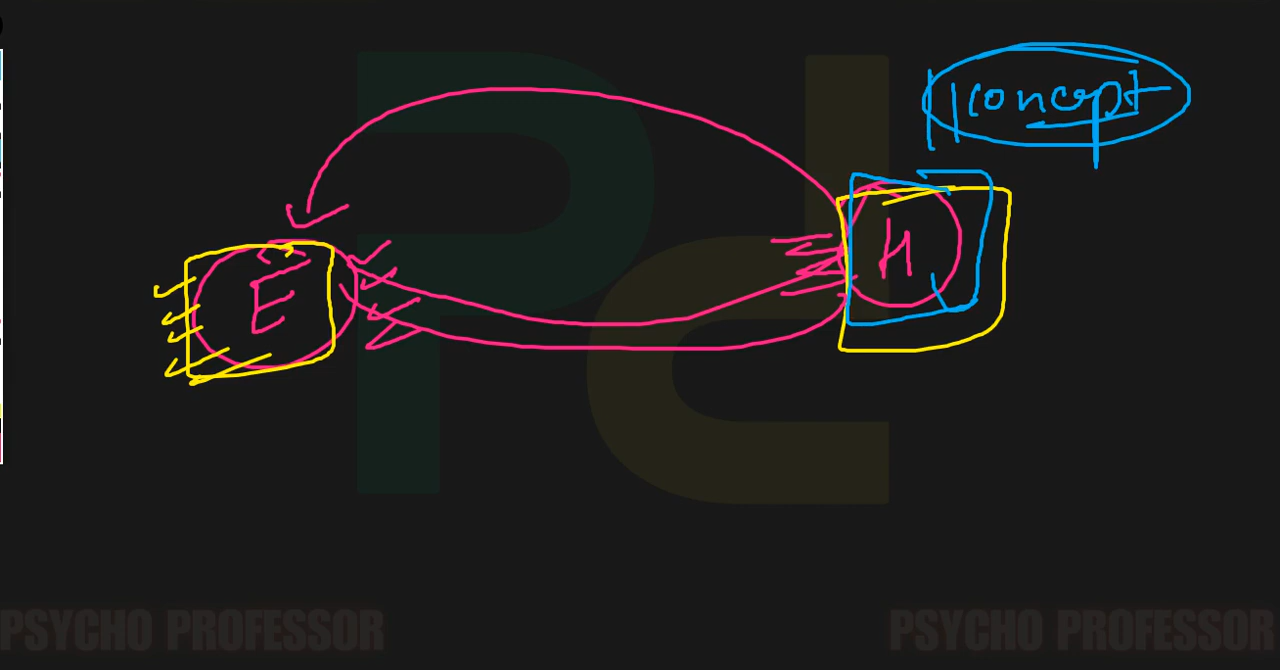 concept
E
H
PSYCHO PROFESSOR
PSYCHO PROFESSOR